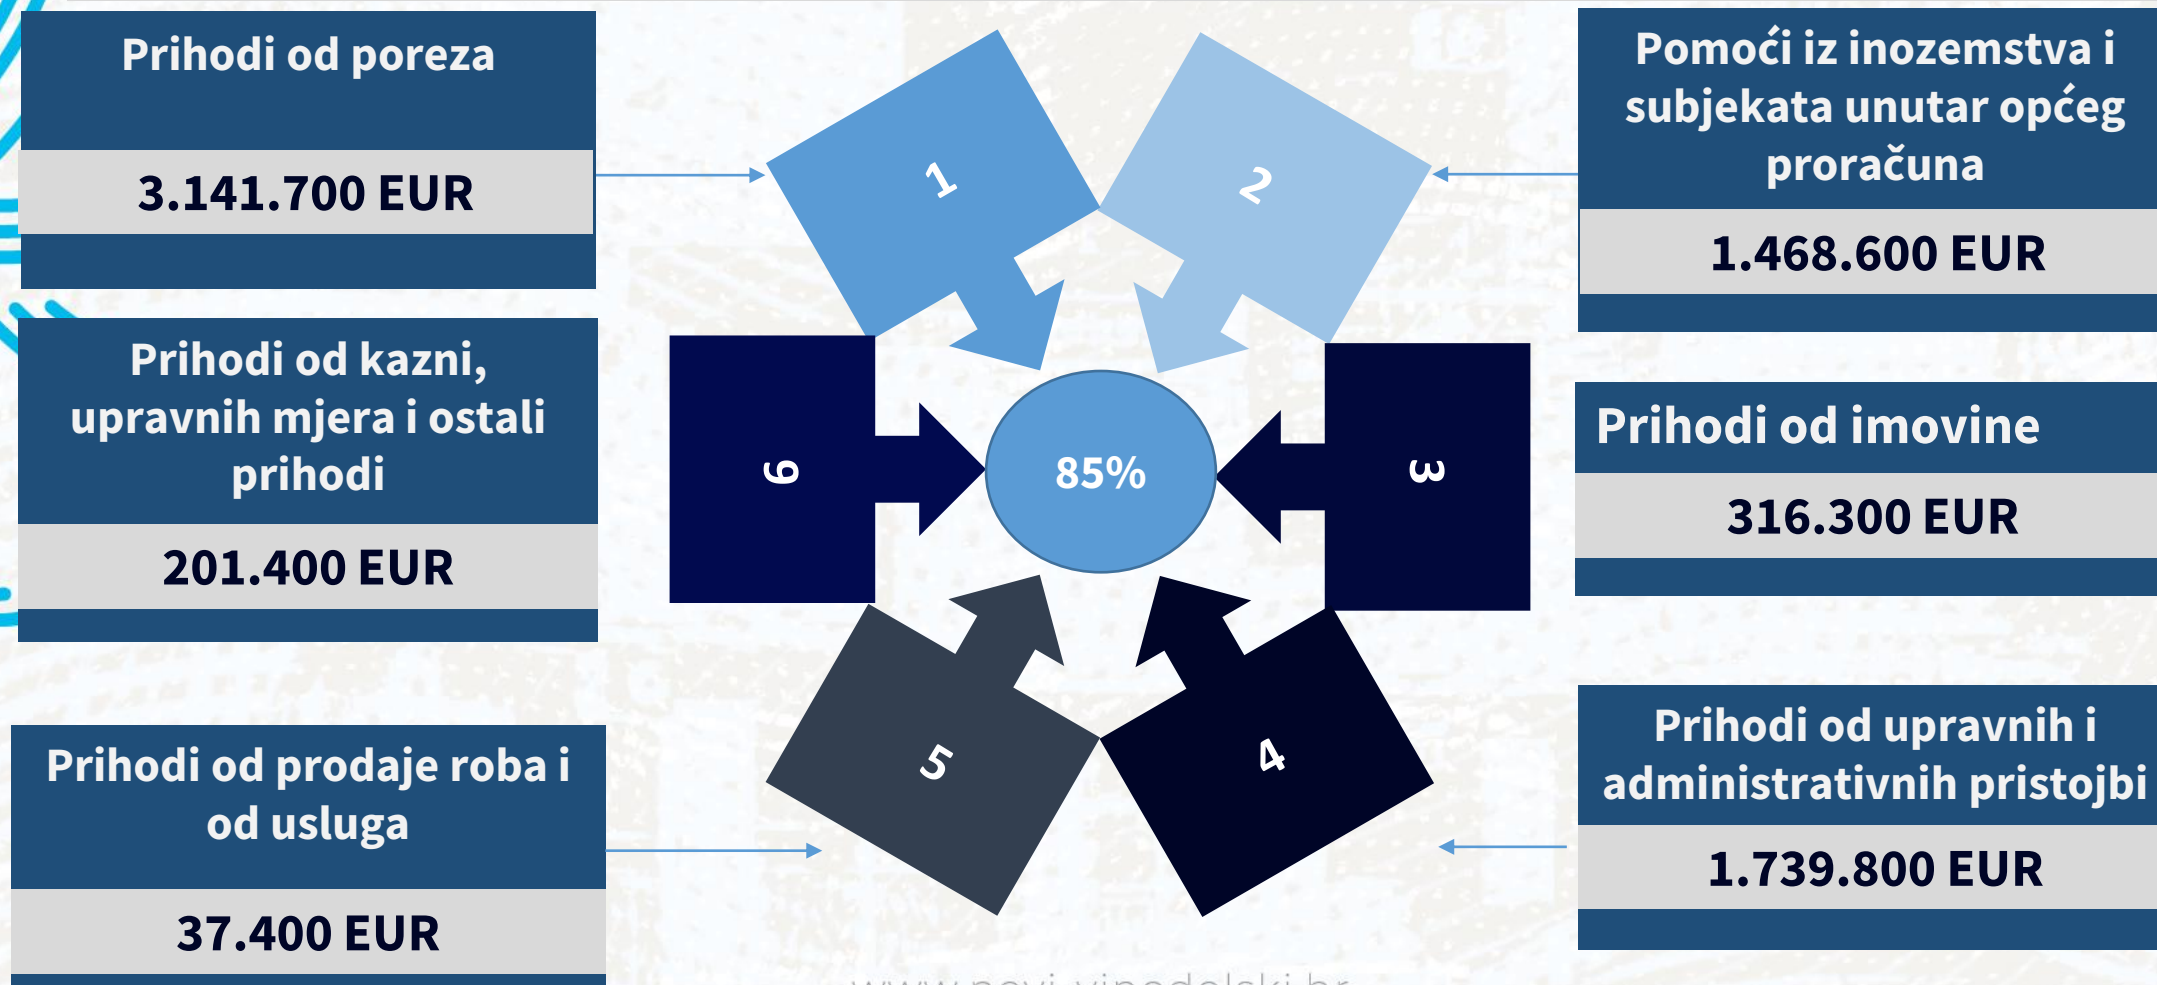 Prihodi od poreza
3.141.700 EUR
Prihodi od kazni,
upravnih mjera i ostali
prihodi
201.400 EUR
Prihodi od prodaje roba i
od usluga
37.400 EUR
1
2
3
4
5
6
85%
Pomoći iz inozemstva i
subjekata unutar općeg
proračuna
1.468.600 EUR
Prihodi od imovine
316.300 EUR
Prihodi od upravnih i
administrativnih pristojbi
1.739.800 EUR